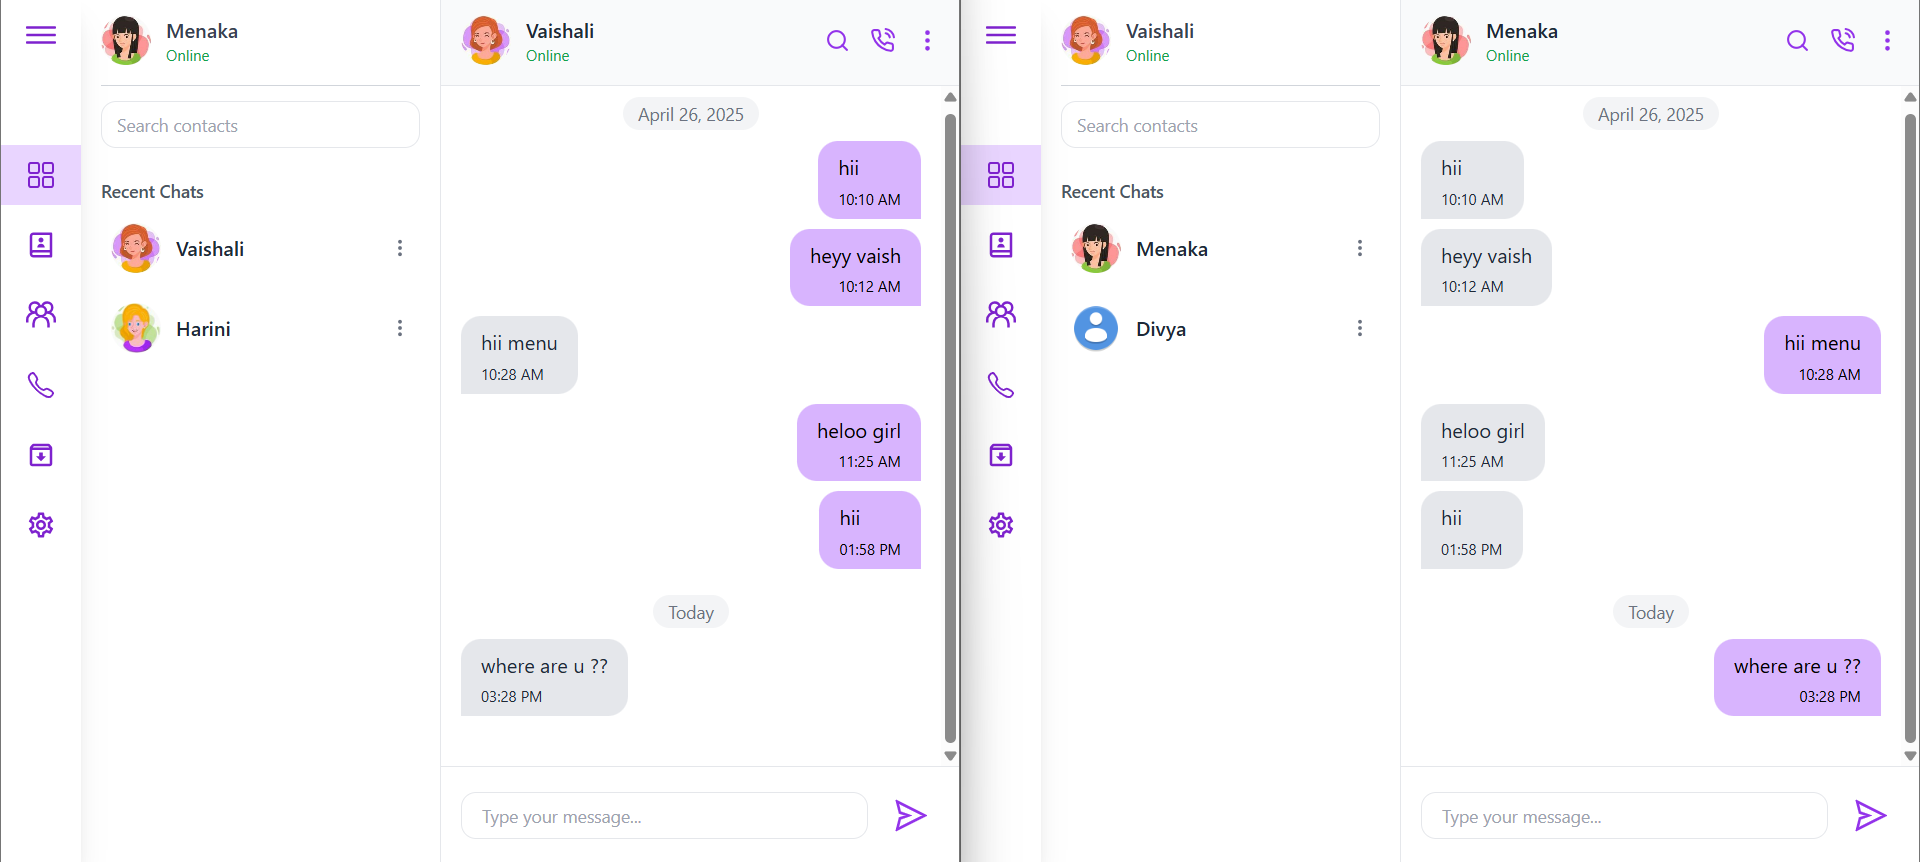 Menaka
Online
Search contacts
Recent Chats
Vaishali
Harini
Vaishali
Online
April 26, 2025
hii
10:10 AM
heyy vaish
10:12 AM
hii menu
10:28 AM
heloo girl
11:25 AM
hii
01:58 PM
Today
where are u ??
03:28 PM
Type your message...
Vaishali
Online
Search contacts
Recent Chats
Menaka
Divya
Menaka
Online
April 26, 2025
hii
10:10 AM
heyy vaish
10:12 AM
hii menu
10:28 AM
heloo girl
11:25 AM
hii
01:58 PM
Today
where are u ??
03:28 PM
Type your message...